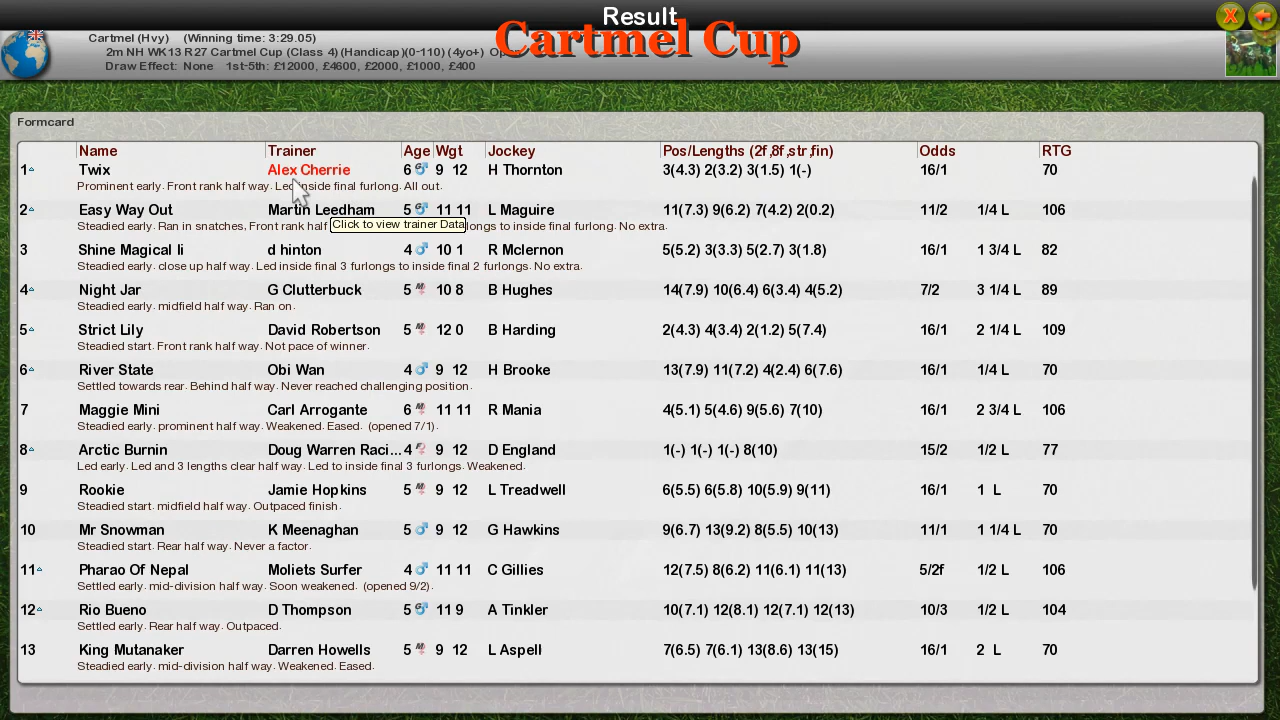 Result
Cartmel Cup
Cartmel (Hvy) (Winning time: 3:29.05)
2m NH WK13 R27 Cartmel Cup (Class 4) (Handicap)(0-110) (4yo+) Op
Draw Effect: None 1st-5th: £12000, £4600, £2000, £1000, £400
Formcard
Name Trainer Age Wgt Jockey Pos/Lengths (2f,8f,str,fin) Odds RTG
1 Twix Alex Cherrie 6 9 12 H Thornton 3(4.3) 2(3.2) 3(1.5) 1(-) 16/1 70
Prominent early. Front rank half way. Led inside final furlong. All out.
2 Easy Way Out Martin Leedham 5 11 11 L Maguire 11(7.3) 9(6.2) 7(4.2) 2(0.2) 11/2 1/4 L 106
Steadied early. Ran in snatches, Front rank half longs to inside final furlong. No extra.
Click to view trainer Data
3 Shine Magical Ii d hinton 4 10 1 R Mclernon 5(5.2) 3(3.3) 5(2.7) 3(1.8) 16/1 1 3/4 L 82
Steadied early. close up half way. Led inside final 3 furlongs to inside final 2 furlongs. No extra.
4 Night Jar G Clutterbuck 5 10 8 B Hughes 14(7.9) 10(6.4) 6(3.4) 4(5.2) 7/2 3 1/4 L 89
Steadied early. midfield half way. Ran on.
5 Strict Lily David Robertson 5 12 0 B Harding 2(4.3) 4(3.4) 2(1.2) 5(7.4) 16/1 2 1/4 L 109
Steadied start. Front rank half way. Not pace of winner.
6 River State Obi Wan 4 9 12 H Brooke 13(7.9) 11(7.2) 4(2.4) 6(7.6) 16/1 1/4 L 70
Settled towards rear. Behind half way. Never reached challenging position.
7 Maggie Mini Carl Arrogante 6 11 11 R Mania 4(5.1) 5(4.6) 9(5.6) 7(10) 16/1 2 3/4 L 106
Steadied early. prominent half way. Weakened. Eased. (opened 7/1).
8 Arctic Burnin Doug Warren Raci... 4 9 12 D England 1(-) 1(-) 1(-) 8(10) 15/2 1/2 L 77
Led early. Led and 3 lengths clear half way. Led to inside final 3 furlongs. Weakened.
9 Rookie Jamie Hopkins 5 9 12 L Treadwell 6(5.5) 6(5.8) 10(5.9) 9(11) 16/1 1 L 70
Steadied start. midfield half way. Outpaced finish.
10 Mr Snowman K Meenaghan 5 9 12 G Hawkins 9(6.7) 13(9.2) 8(5.5) 10(13) 11/1 1 1/4 L 70
Steadied start. Rear half way. Never a factor.
11 Pharao Of Nepal Moliets Surfer 4 11 11 C Gillies 12(7.5) 8(6.2) 11(6.1) 11(13) 5/2f 1/2 L 106
Settled early. mid-division half way. Soon weakened. (opened 9/2).
12 Rio Bueno D Thompson 5 11 9 A Tinkler 10(7.1) 12(8.1) 12(7.1) 12(13) 10/3 1/2 L 104
Settled early. Rear half way. Outpaced.
13 King Mutanaker Darren Howells 5 9 12 L Aspell 7(6.5) 7(6.1) 13(8.6) 13(15) 16/1 2 L 70
Steadied early. mid-division half way. Weakened. Eased.